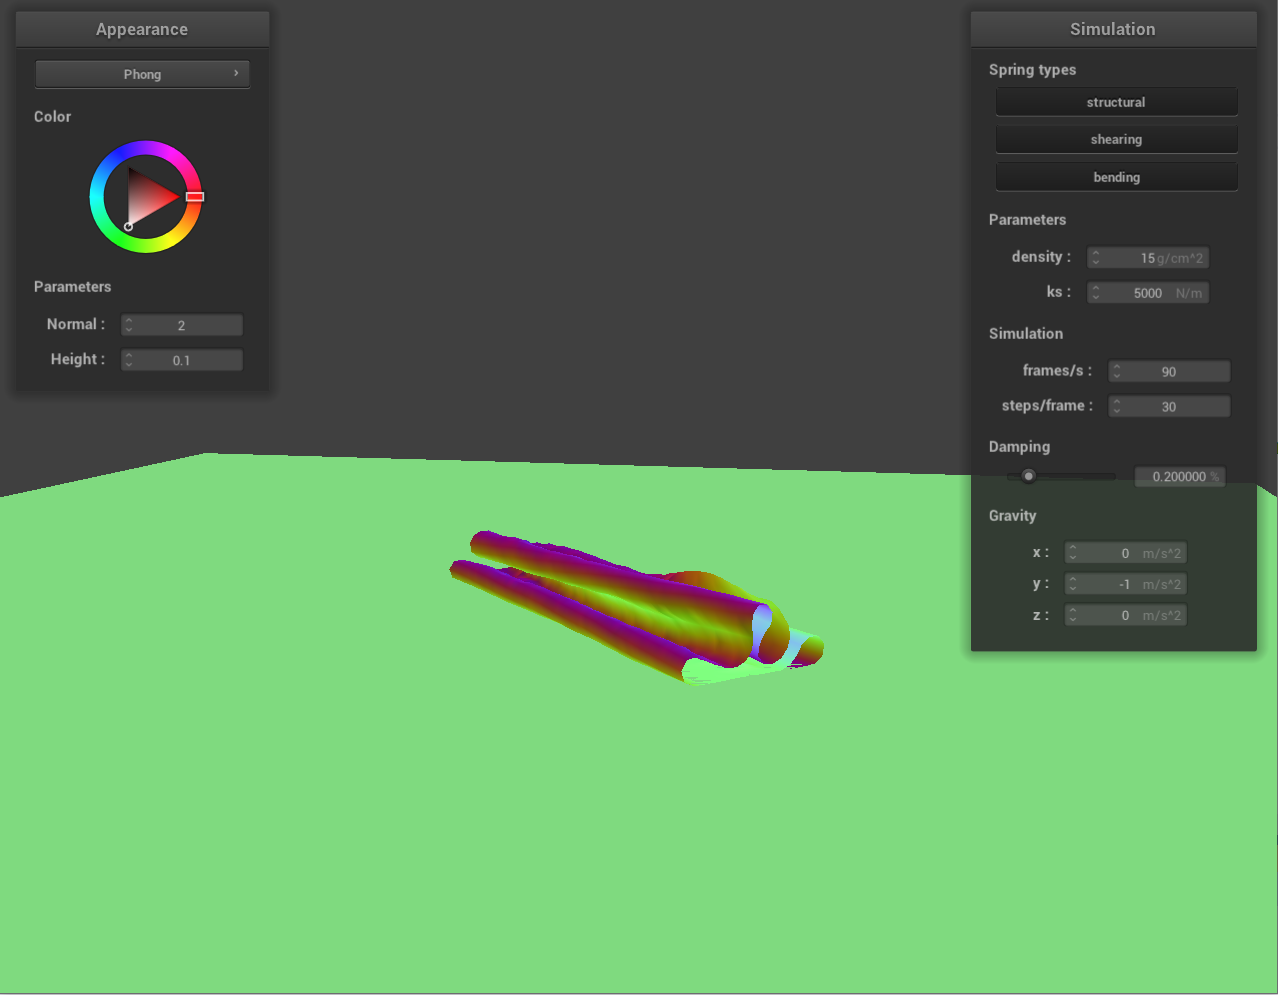 Appearance
Phong
Color
Parameters
Normal : 2
Height : 0.1
Simulation
Spring types
structural
shearing
bending
Parameters
density : 15 g/cm^2
ks : 5000 N/m
Simulation
frames/s : 90
steps/frame : 30
Damping
0.200000 %
Gravity
x : 0 m/s^2
y : -1 m/s^2
z : 0 m/s^2